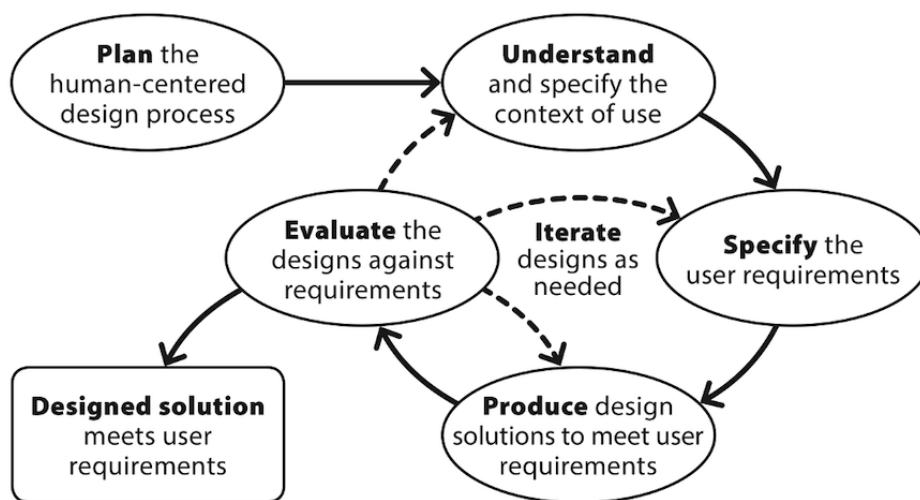 Plan the
human-centered
design process
Understand
and specify the
context of use
Evaluate the
designs against
requirements
Iterate
designs as
needed
Specify the
user requirements
Designed solution
meets user
requirements
Produce design
solutions to meet user
requirements